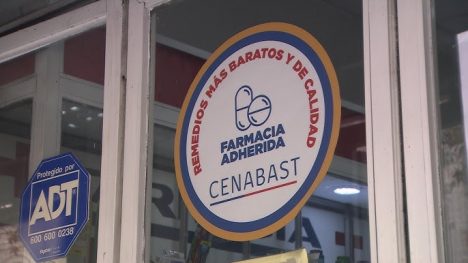 REMEDIOS MÁS BARATOS Y DE CALIDAD
FARMACIA
ADHERIDA
CENABAST
Protegido por
ADT
600 600 0238